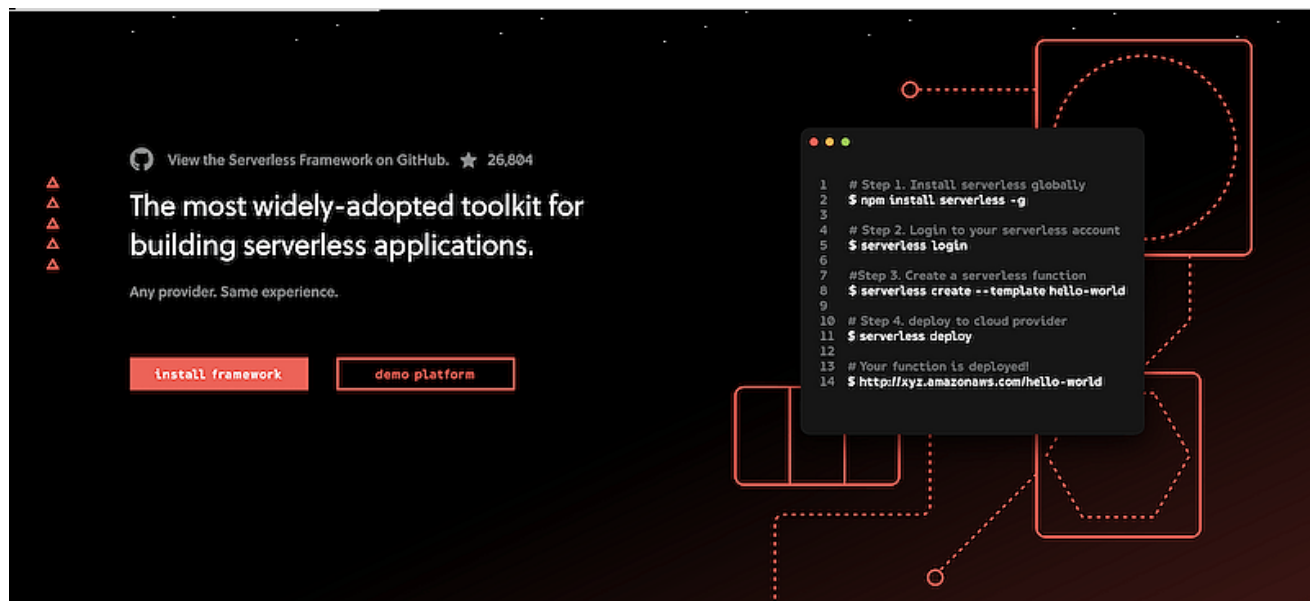 View the Serverless Framework on GitHub. 26,804
The most widely-adopted toolkit for
building serverless applications.
Any provider. Same experience.
install framework
demo platform
1 # Step 1. Install serverless globally
2 $ npm install serverless -g
3
4 # Step 2. Login to your serverless account
5 $ serverless login
6
7 #Step 3. Create a serverless function
8 $ serverless create --template hello-world
9
10 # Step 4. deploy to cloud provider
11 $ serverless deploy
12
13 # Your function is deployed!
14 $ http://xyz.amazonaws.com/hello-world